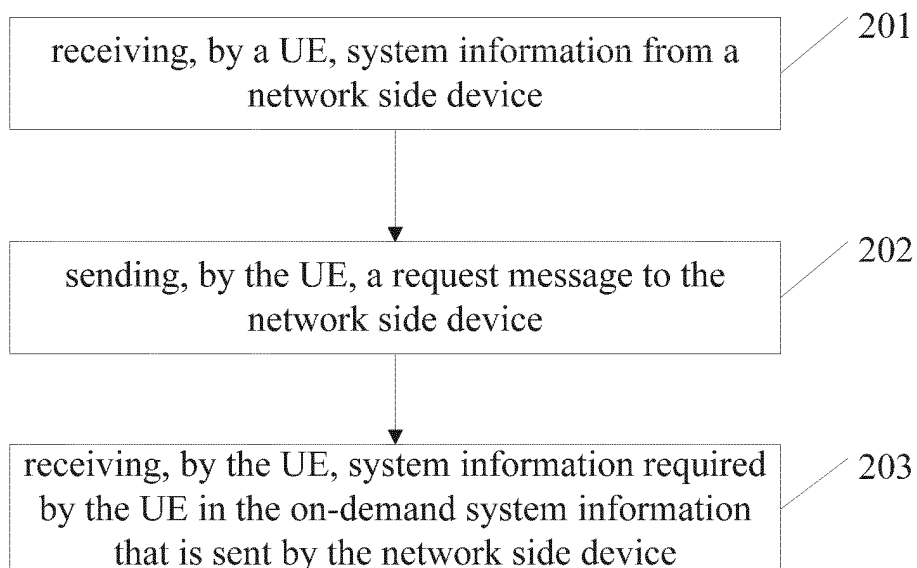 receiving, by a UE, system information from a
network side device
201
sending, by the UE, a request message to the
network side device
202
receiving, by the UE, system information required
by the UE in the on-demand system information
that is sent by the network side device
203